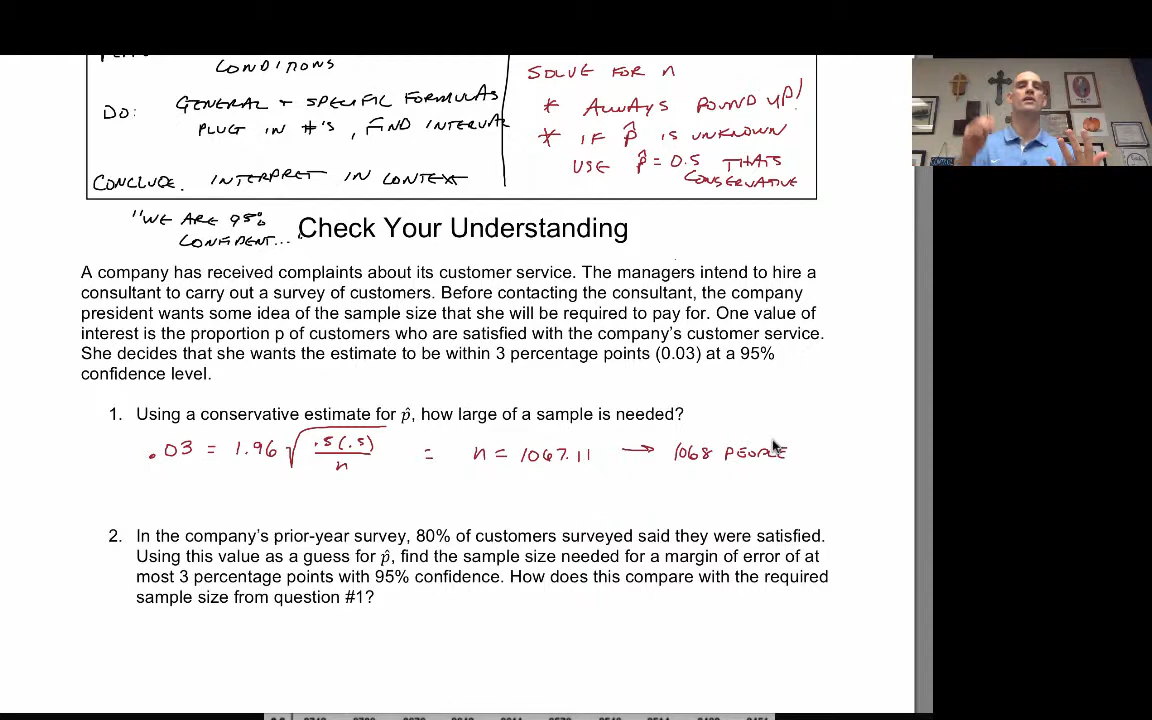 CONDITIONS
DO: GENERAL + SPECIFIC FORMULAS
PLUG IN #'S, FIND INTERVAL
CONCLUDE. INTERPRET IN CONTEXT
SOLVE FOR n
* ALWAYS ROUND UP!
* IF p̂ IS UNKNOWN
USE p̂ = 0.5 THATS
CONSERVATIVE
"WE ARE 95%
CONFIDENT..."
Check Your Understanding
A company has received complaints about its customer service. The managers intend to hire a
consultant to carry out a survey of customers. Before contacting the consultant, the company
president wants some idea of the sample size that she will be required to pay for. One value of
interest is the proportion p of customers who are satisfied with the company's customer service.
She decides that she wants the estimate to be within 3 percentage points (0.03) at a 95%
confidence level.
1. Using a conservative estimate for p̂, how large of a sample is needed?
.03 = 1.96 √(.5(.5)/n) = n = 1067.11 → 1068 PEOPLE
2. In the company's prior-year survey, 80% of customers surveyed said they were satisfied.
Using this value as a guess for p̂, find the sample size needed for a margin of error of at
most 3 percentage points with 95% confidence. How does this compare with the required
sample size from question #1?